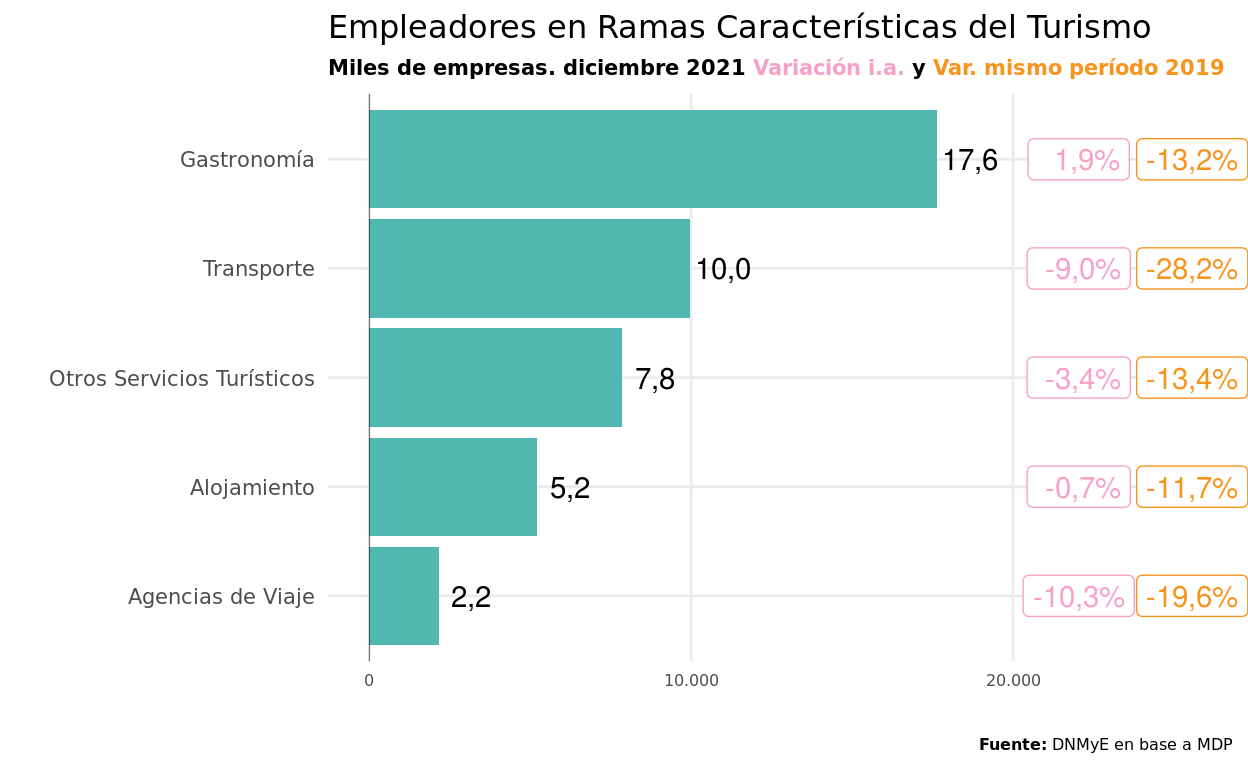 Empleadores en Ramas Características del Turismo
Miles de empresas. diciembre 2021 Variación i.a. y Var. mismo período 2019
Gastronomía 17,6 1,9% -13,2%
Transporte 10,0 -9,0% -28,2%
Otros Servicios Turísticos 7,8 -3,4% -13,4%
Alojamiento 5,2 -0,7% -11,7%
Agencias de Viaje 2,2 -10,3% -19,6%
0 10.000 20.000
Fuente: DNMyE en base a MDP